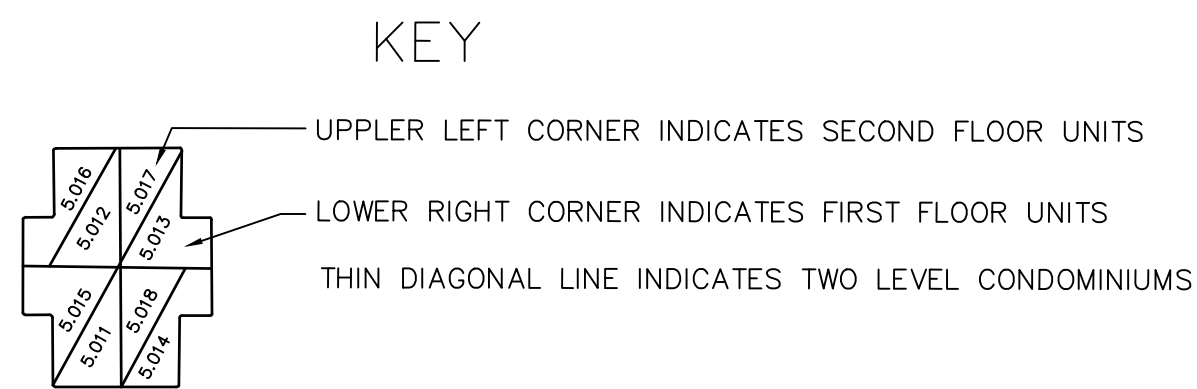 KEY
UPPLER LEFT CORNER INDICATES SECOND FLOOR UNITS
LOWER RIGHT CORNER INDICATES FIRST FLOOR UNITS
THIN DIAGONAL LINE INDICATES TWO LEVEL CONDOMINIUMS
5.016
5.012
5.017
5.013
5.015
5.011
5.018
5.014